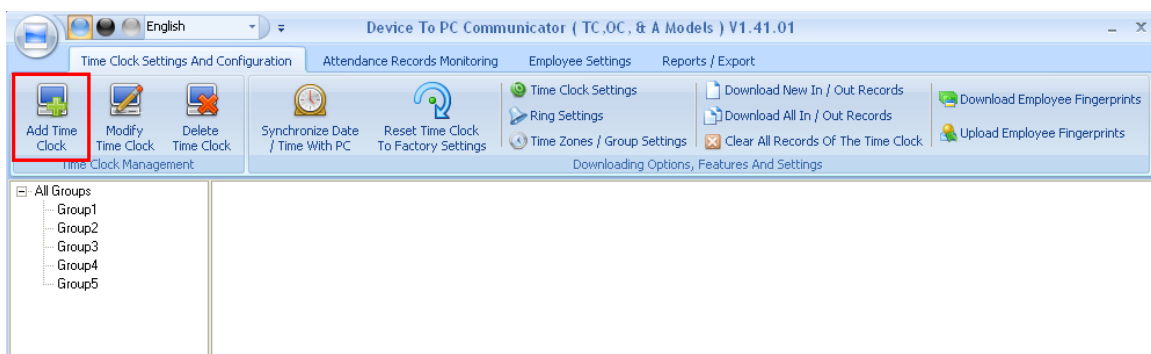 English
Device To PC Communicator ( TC,OC, & A Models ) V1.41.01
Time Clock Settings And Configuration
Attendance Records Monitoring
Employee Settings
Reports / Export
Add Time
Clock
Modify
Time Clock
Delete
Time Clock
Time Clock Management
Synchronize Date
/ Time With PC
Reset Time Clock
To Factory Settings
Time Clock Settings
Ring Settings
Time Zones / Group Settings
Download New In / Out Records
Download All In / Out Records
Clear All Records Of The Time Clock
Download Employee Fingerprints
Upload Employee Fingerprints
Downloading Options, Features And Settings
All Groups
Group1
Group2
Group3
Group4
Group5